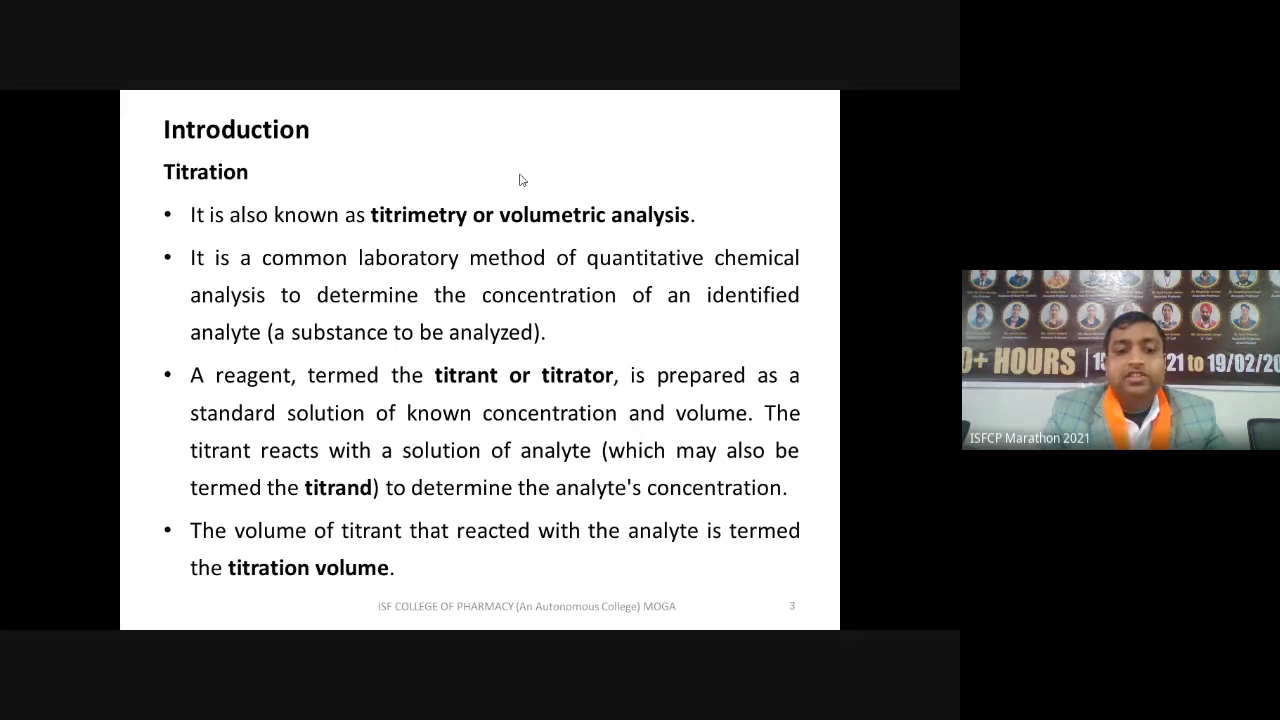 Introduction
Titration
• It is also known as titrimetry or volumetric analysis.
• It is a common laboratory method of quantitative chemical
analysis to determine the concentration of an identified
analyte (a substance to be analyzed).
• A reagent, termed the titrant or titrator, is prepared as a
standard solution of known concentration and volume. The
titrant reacts with a solution of analyte (which may also be
termed the titrand) to determine the analyte's concentration.
• The volume of titrant that reacted with the analyte is termed
the titration volume.
ISF COLLEGE OF PHARMACY (An Autonomous College) MOGA 3
0+ HOURS 21 to 19/02/20
ISFCP Marathon 2021